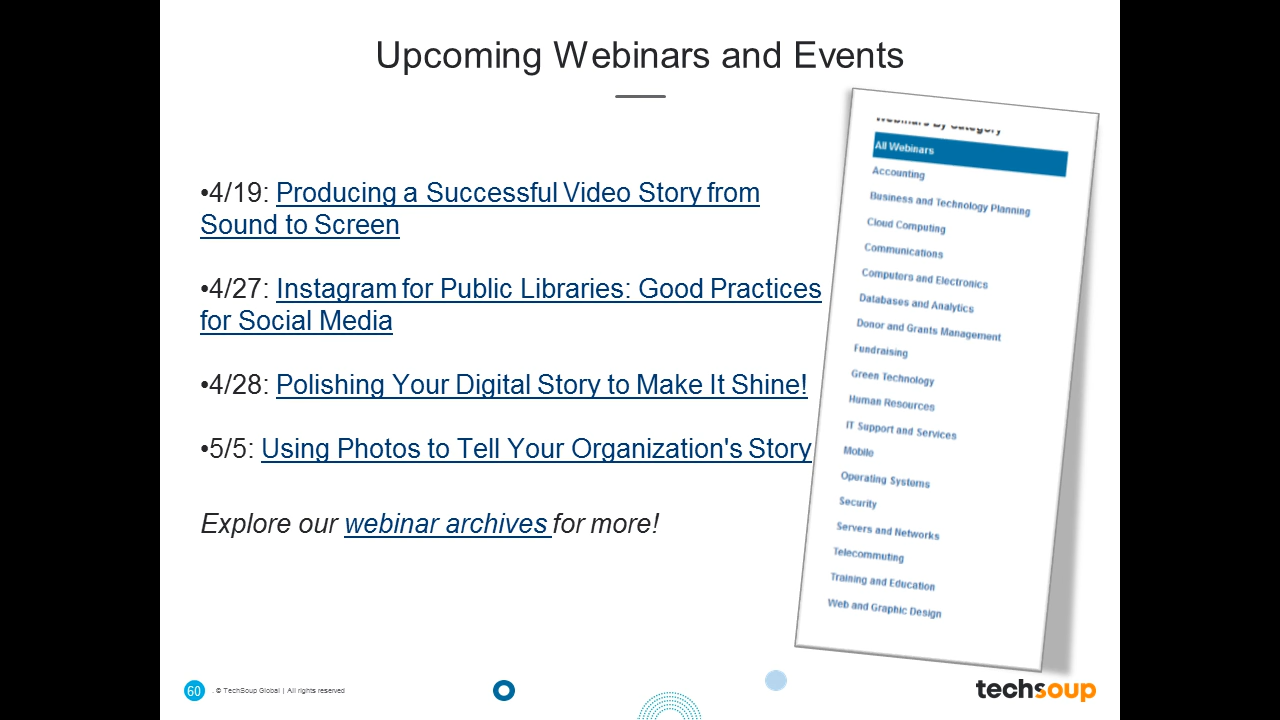 Upcoming Webinars and Events
•4/19: Producing a Successful Video Story from
Sound to Screen
•4/27: Instagram for Public Libraries: Good Practices
for Social Media
•4/28: Polishing Your Digital Story to Make It Shine!
•5/5: Using Photos to Tell Your Organization's Story
Explore our webinar archives for more!
Webinars By Category
All Webinars
Accounting
Business and Technology Planning
Cloud Computing
Communications
Computers and Electronics
Databases and Analytics
Donor and Grants Management
Fundraising
Green Technology
Human Resources
IT Support and Services
Mobile
Operating Systems
Security
Servers and Networks
Telecommuting
Training and Education
Web and Graphic Design
60
. © TechSoup Global | All rights reserved
techsoup